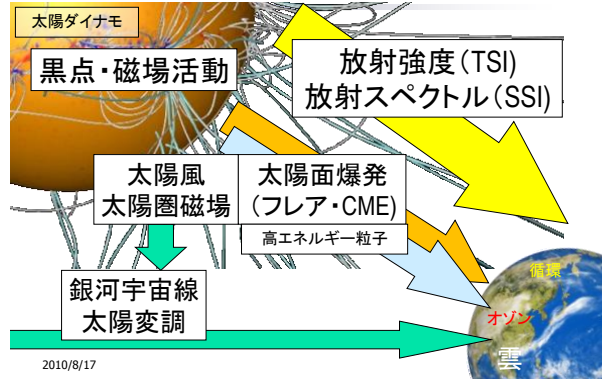 太陽ダイナモ
黒点・磁場活動
放射強度(TSI)
放射スペクトル(SSI)
太陽風
太陽圏磁場
太陽面爆発
(フレア・CME)
高エネルギー粒子
銀河宇宙線
太陽変調
循環
オゾン
雲
2010/8/17